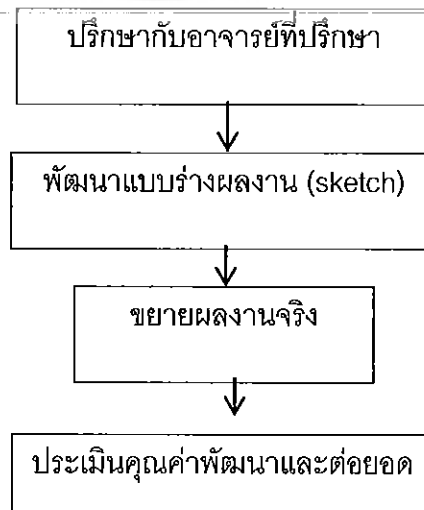 ปรึกษากับอาจารย์ที่ปรึกษา
พัฒนาแบบร่างผลงาน (sketch)
ขยายผลงานจริง
ประเมินคุณค่าพัฒนาและต่อยอด